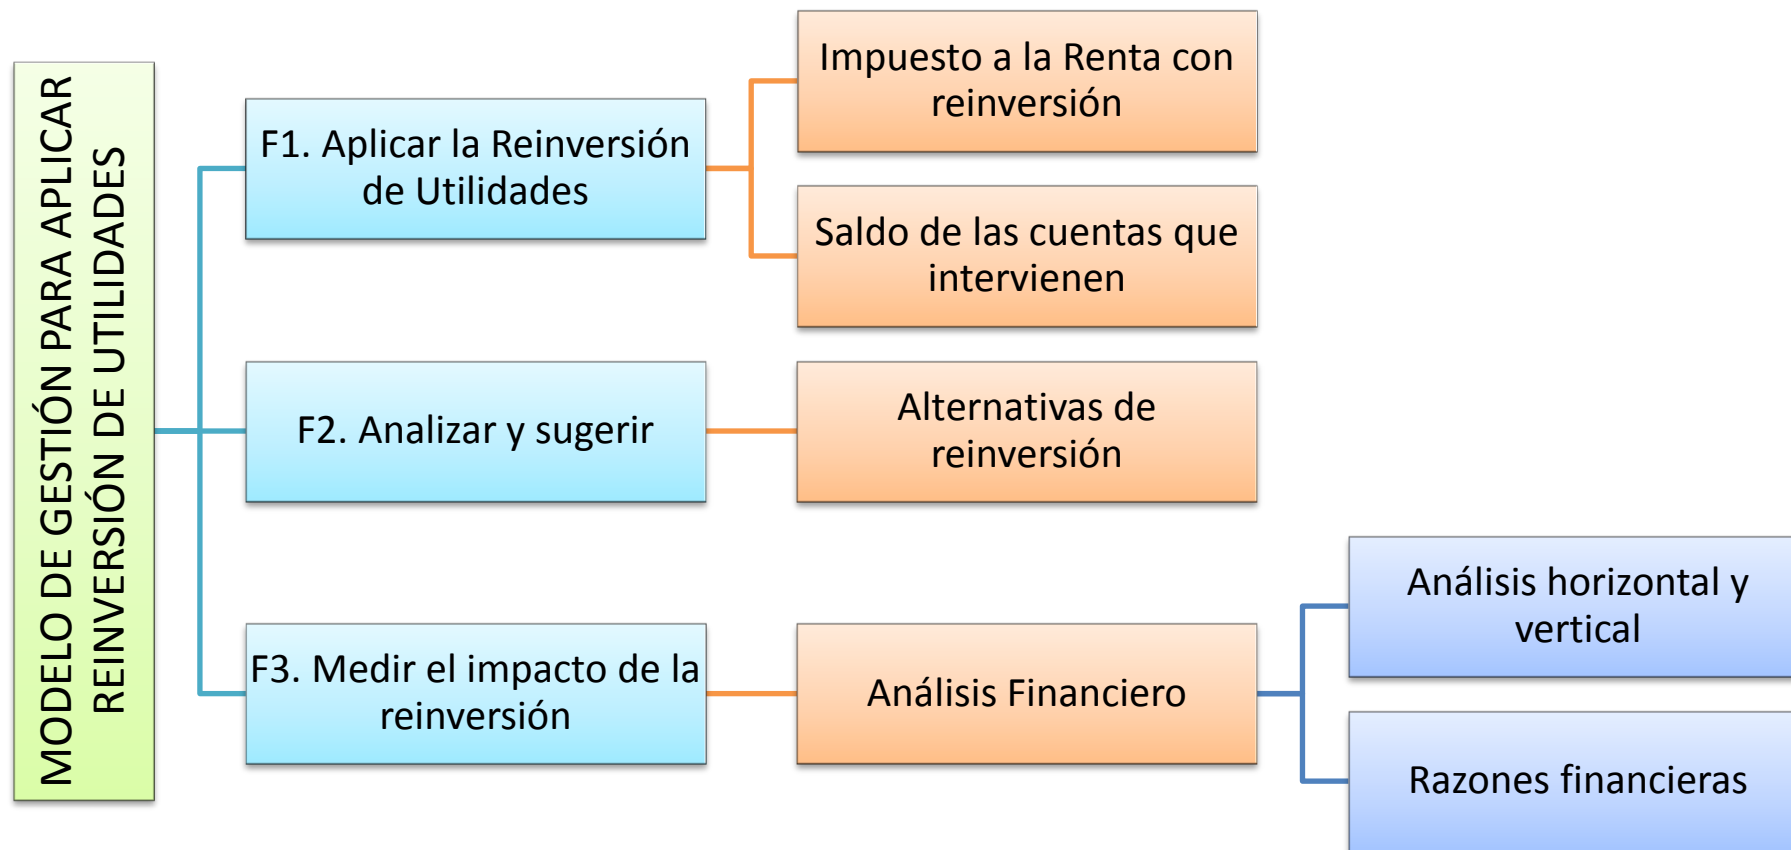 MODELO DE GESTIÓN PARA APLICAR
REINVERSIÓN DE UTILIDADES
F1. Aplicar la Reinversión
de Utilidades
Impuesto a la Renta con
reinversión
Saldo de las cuentas que
intervienen
F2. Analizar y sugerir
Alternativas de
reinversión
F3. Medir el impacto de la
reinversión
Análisis Financiero
Análisis horizontal y
vertical
Razones financieras